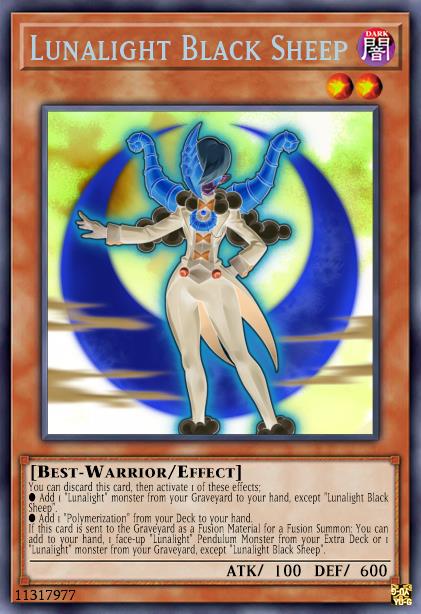 LUNALIGHT BLACK SHEEP
DARK
闇
[BEST-WARRIOR/EFFECT]
You can discard this card, then activate 1 of these effects;
● Add 1 "Lunalight" monster from your Graveyard to your hand, except "Lunalight Black
Sheep".
● Add 1 "Polymerization" from your Deck to your hand.
If this card is sent to the Graveyard as a Fusion Material for a Fusion Summon: You can
add to your hand, 1 face-up "Lunalight" Pendulum Monster from your Extra Deck or 1
"Lunalight" monster from your Graveyard, except "Lunalight Black Sheep".
ATK/ 100 DEF/ 600
11317977